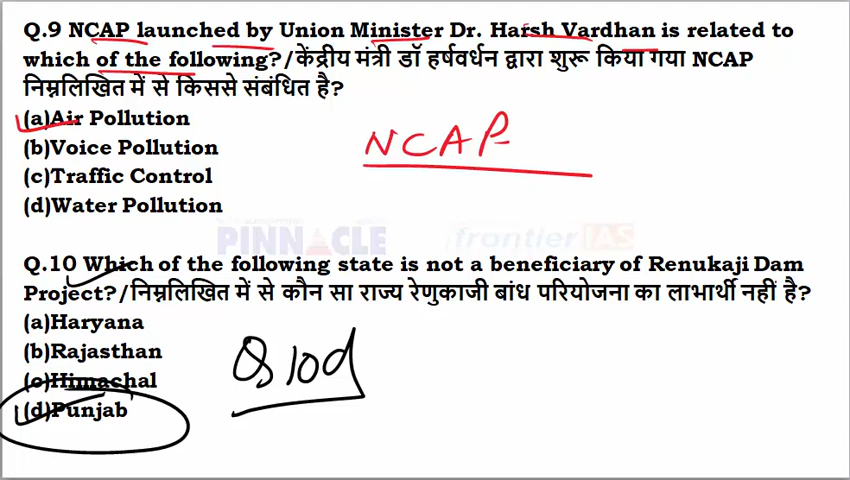 Q.9 NCAP launched by Union Minister Dr. Harsh Vardhan is related to
which of the following?/केंद्रीय मंत्री डॉ हर्षवर्धन द्वारा शुरू किया गया NCAP
निम्नलिखित में से किससे संबंधित है?
(a)Air Pollution
(b)Voice Pollution
NCAP
(c)Traffic Control
(d)Water Pollution
PINNACLE frontier IAS
Q.10 Which of the following state is not a beneficiary of Renukaji Dam
Project?/निम्नलिखित में से कौन सा राज्य रेणुकाजी बांध परियोजना का लाभार्थी नहीं है?
(a)Haryana
(b)Rajasthan
(c)Himachal
(d)Punjab